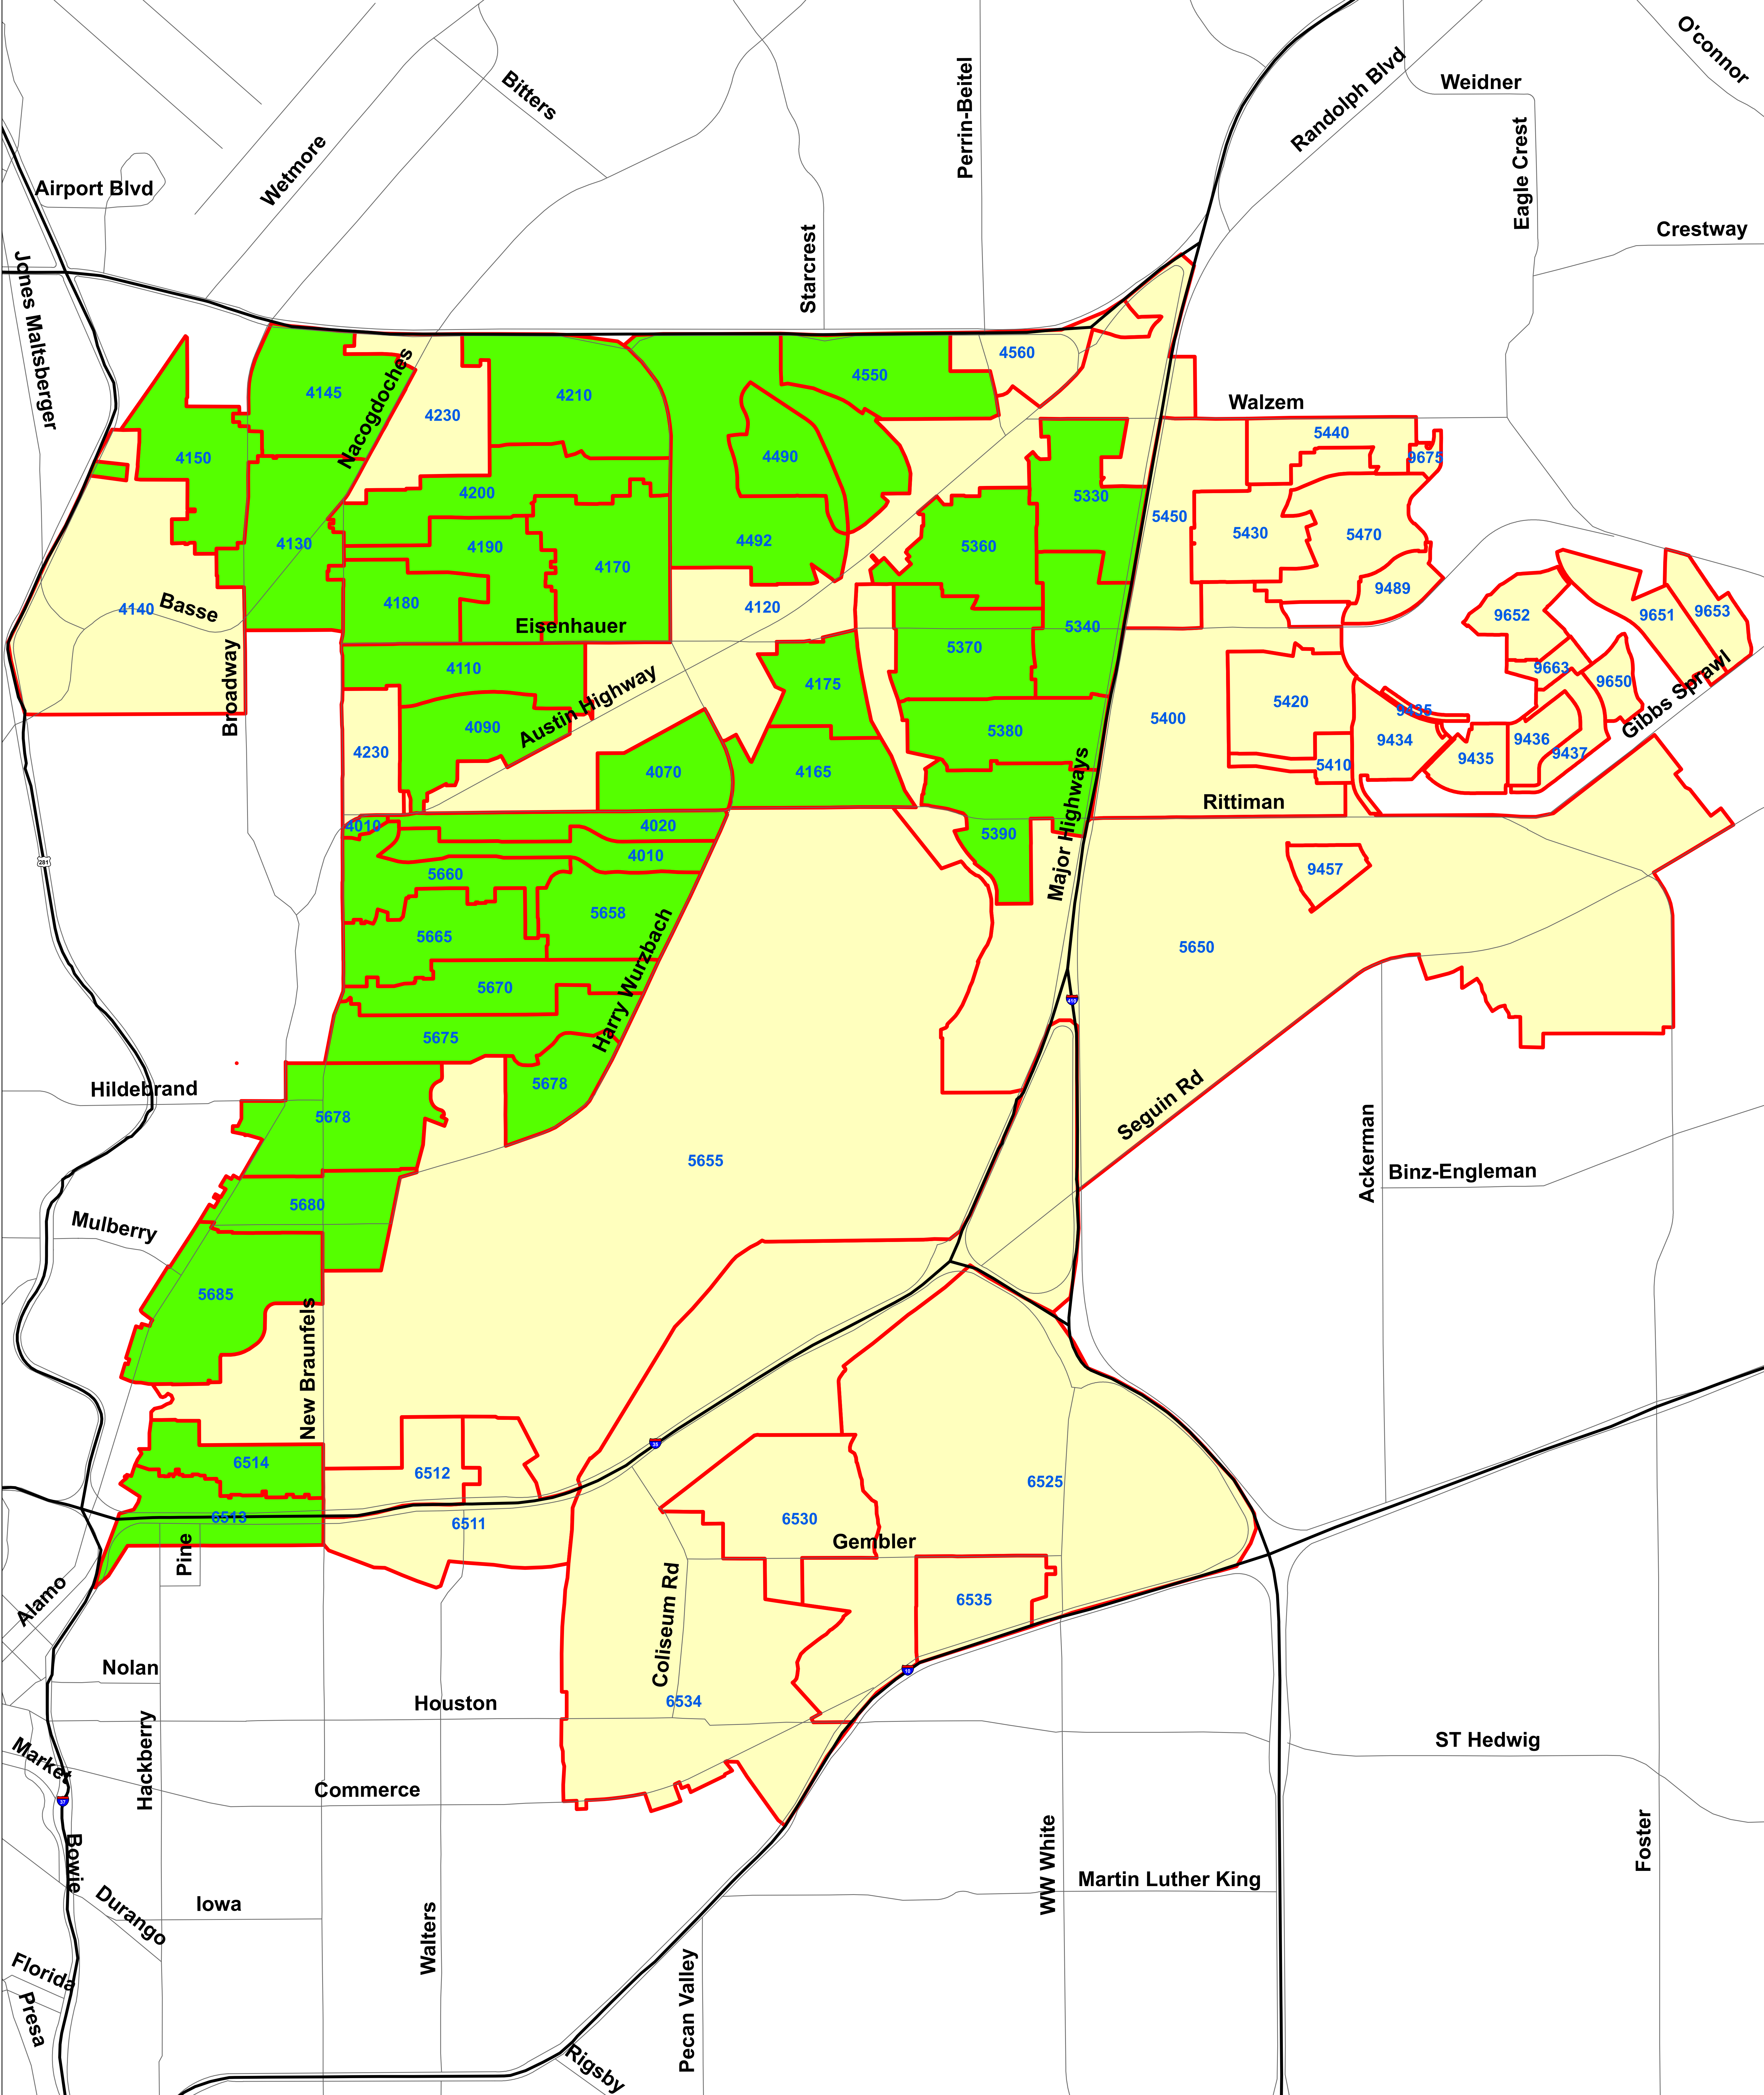 O'connor
Weidner
Randolph Blvd
Bitters
Perrin-Beitel
Wetmore
Eagle Crest
Airport Blvd
Crestway
Starcrest
Jones Maltsberger
4560
4550
4145
4210
Nacogdoches
4230
Walzem
5440
4150
4490
9675
4200
5330
5450
4130
4190
4492
5360
5430
5470
4170
9489
4180
4120
4140
Basse
9652
9651
9653
Eisenhauer
5340
5370
4110
9663
Broadway
4175
9650
Gibbs Sprawl
Austin Highway
4090
5400
5420
9435
5380
9434
9436
4230
9437
9435
5410
4070
4165
Major Highways
Rittiman
4010
4020
5390
4010
5660
9457
5658
5665
Harry Wurzbach
5650
281
5670
410
5675
5678
Hildebrand
5678
Seguin Rd
Ackerman
5655
Binz-Engleman
5680
Mulberry
5685
New Braunfels
35
6514
6512
6525
6513
6511
6530
Gembler
Pine
Alamo
Coliseum Rd
6535
Nolan
10
6534
Houston
Hackberry
ST Hedwig
Market
Commerce
37
Foster
WW White
Bowie
Martin Luther King
Iowa
Durango
Walters
Florida
Pecan Valley
Presa
Rigsby